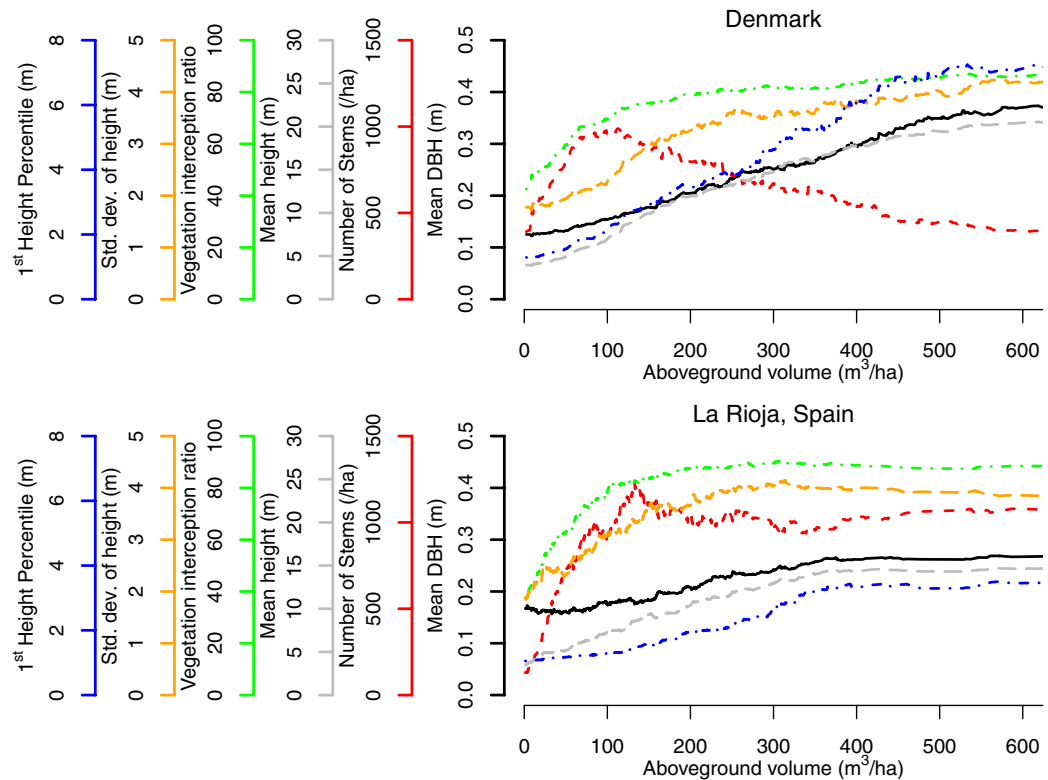 Denmark
1st Height Percentile (m)
0 2 4 6 8
Std. dev. of height (m)
0 1 2 3 4 5
Vegetation interception ratio
0 20 40 60 80 100
Mean height (m)
0 5 10 15 20 25 30
Number of Stems (/ha)
0 500 1000 1500
Mean DBH (m)
0.0 0.1 0.2 0.3 0.4 0.5
0 100 200 300 400 500 600
Aboveground volume (m³/ha)
La Rioja, Spain
1st Height Percentile (m)
0 2 4 6 8
Std. dev. of height (m)
0 1 2 3 4 5
Vegetation interception ratio
0 20 40 60 80 100
Mean height (m)
0 5 10 15 20 25 30
Number of Stems (/ha)
0 500 1000 1500
Mean DBH (m)
0.0 0.1 0.2 0.3 0.4 0.5
0 100 200 300 400 500 600
Aboveground volume (m³/ha)